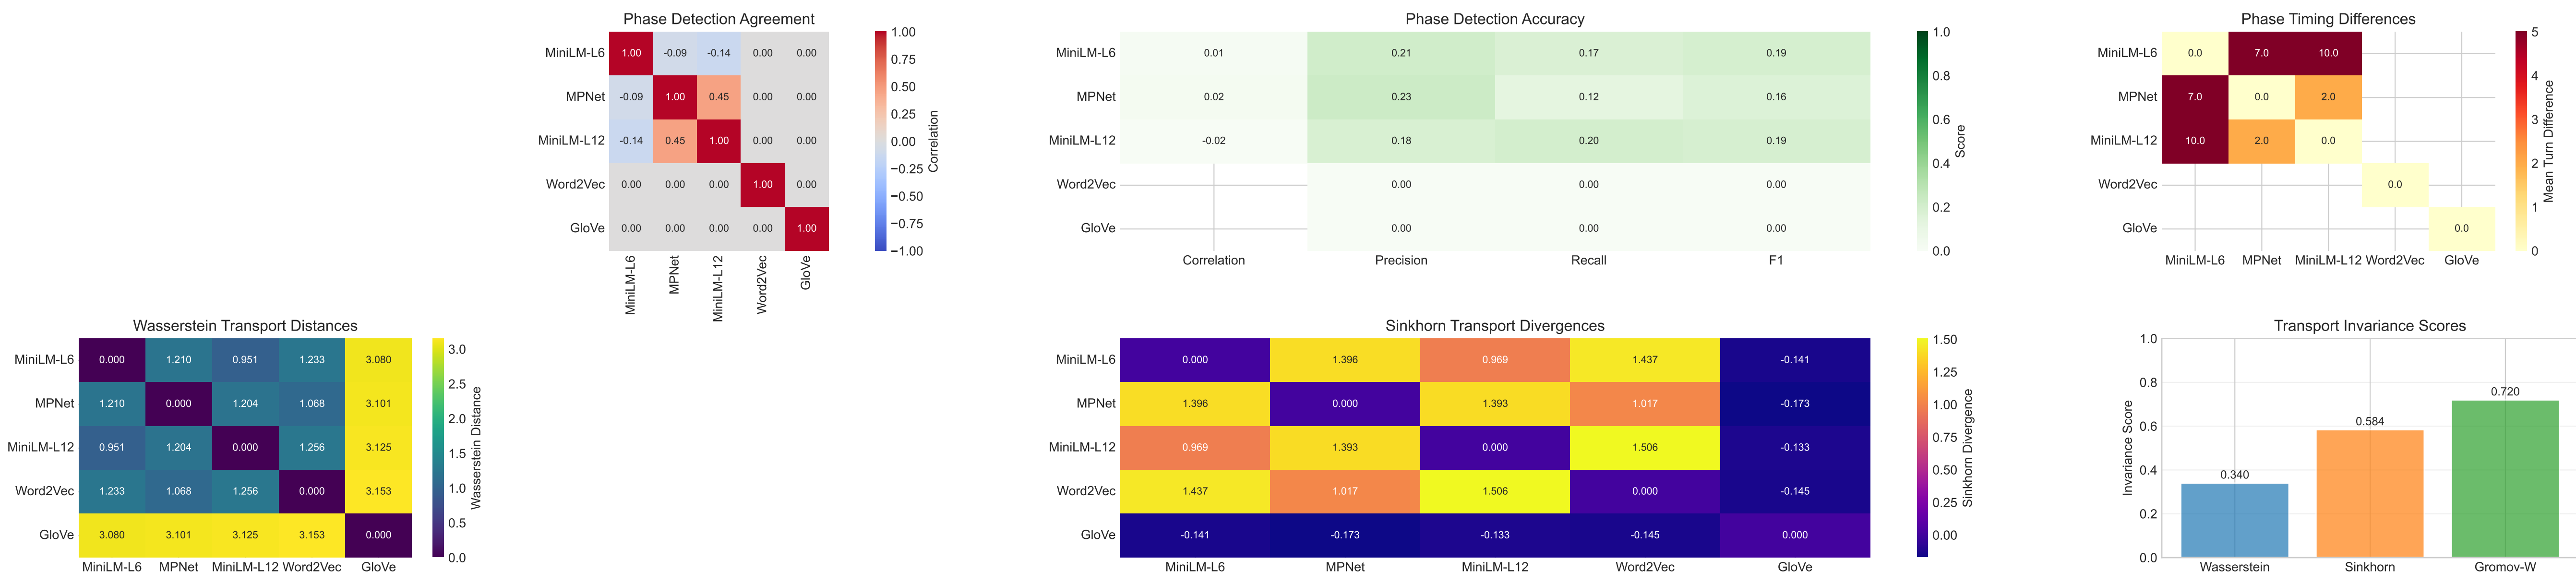 Phase Detection Agreement
MiniLM-L6 1.00 -0.09 -0.14 0.00 0.00
MPNet -0.09 1.00 0.45 0.00 0.00
MiniLM-L12 -0.14 0.45 1.00 0.00 0.00
Word2Vec 0.00 0.00 0.00 1.00 0.00
GloVe 0.00 0.00 0.00 0.00 1.00
MiniLM-L6 MPNet MiniLM-L12 Word2Vec GloVe
1.00
0.75
0.50
0.25
0.00
−0.25
−0.50
−0.75
−1.00
Correlation
Phase Detection Accuracy
MiniLM-L6 0.01 0.21 0.17 0.19
MPNet 0.02 0.23 0.12 0.16
MiniLM-L12 -0.02 0.18 0.20 0.19
Word2Vec 0.00 0.00 0.00
GloVe 0.00 0.00 0.00
Correlation Precision Recall F1
1.0
0.8
0.6
0.4
0.2
0.0
Score
Phase Timing Differences
MiniLM-L6 0.0 7.0 10.0
MPNet 7.0 0.0 2.0
MiniLM-L12 10.0 2.0 0.0
Word2Vec 0.0
GloVe 0.0
MiniLM-L6 MPNet MiniLM-L12 Word2Vec GloVe
5
4
3
2
1
0
Mean Turn Difference
Wasserstein Transport Distances
MiniLM-L6 0.000 1.210 0.951 1.233 3.080
MPNet 1.210 0.000 1.204 1.068 3.101
MiniLM-L12 0.951 1.204 0.000 1.256 3.125
Word2Vec 1.233 1.068 1.256 0.000 3.153
GloVe 3.080 3.101 3.125 3.153 0.000
MiniLM-L6 MPNet MiniLM-L12 Word2Vec GloVe
3.0
2.5
2.0
1.5
1.0
0.5
0.0
Wasserstein Distance
Sinkhorn Transport Divergences
MiniLM-L6 0.000 1.396 0.969 1.437 -0.141
MPNet 1.396 0.000 1.393 1.017 -0.173
MiniLM-L12 0.969 1.393 0.000 1.506 -0.133
Word2Vec 1.437 1.017 1.506 0.000 -0.145
GloVe -0.141 -0.173 -0.133 -0.145 0.000
MiniLM-L6 MPNet MiniLM-L12 Word2Vec GloVe
1.50
1.25
1.00
0.75
0.50
0.25
0.00
Sinkhorn Divergence
Transport Invariance Scores
Invariance Score
1.0
0.8
0.6
0.4
0.2
0.0
0.340
0.584
0.720
Wasserstein Sinkhorn Gromov-W